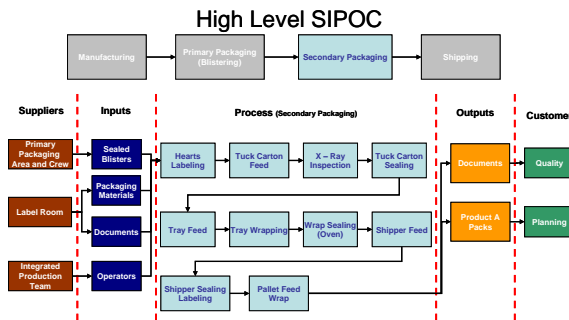 High Level SIPOC
Manufacturing
Primary Packaging
(Blistering)
Secondary Packaging
Shipping
Suppliers
Inputs
Process (Secondary Packaging)
Outputs
Custome
Primary
Packaging
Area and Crew
Label Room
Integrated
Production
Team
Sealed
Blisters
Packaging
Materials
Documents
Operators
Hearts
Labeling
Tuck Carton
Feed
X – Ray
Inspection
Tuck Carton
Sealing
Tray Feed
Tray Wrapping
Wrap Sealing
(Oven)
Shipper Feed
Shipper Sealing
Labeling
Pallet Feed
Wrap
Documents
Product A
Packs
Quality
Planning